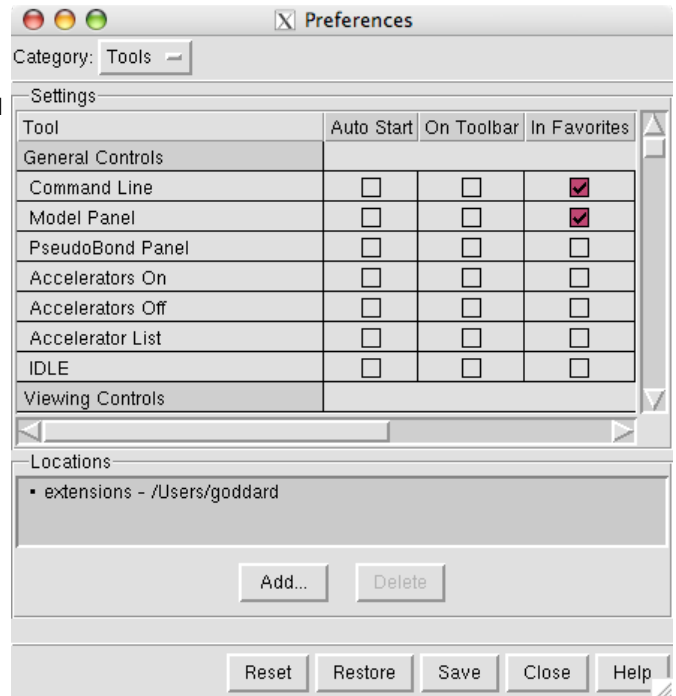 Preferences
Category: Tools
Settings
Tool Auto Start On Toolbar In Favorites
General Controls
Command Line
Model Panel
PseudoBond Panel
Accelerators On
Accelerators Off
Accelerator List
IDLE
Viewing Controls
Locations
▪ extensions - /Users/goddard
Add... Delete
Reset Restore Save Close Help